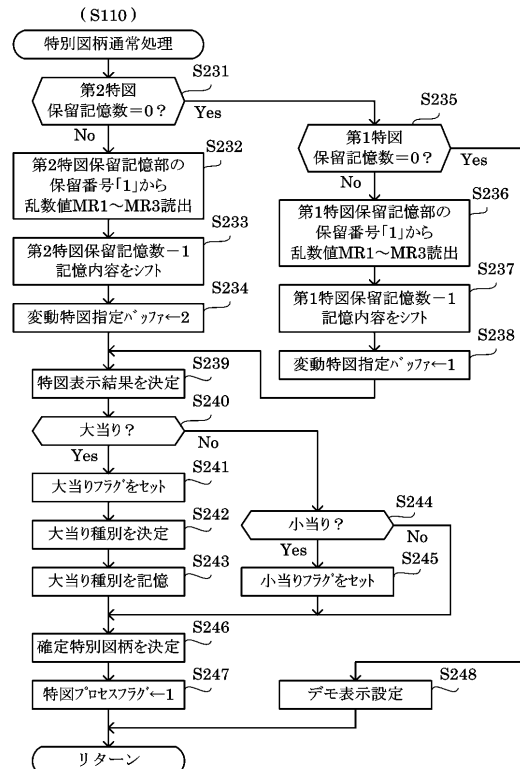 (S110)
特別図柄通常処理
S231
第2特図
保留記憶数＝0？
Yes
No
S235
第1特図
保留記憶数＝0？
Yes
No
S232
第2特図保留記憶部の
保留番号「1」から
乱数値MR1～MR3読出
S236
第1特図保留記憶部の
保留番号「1」から
乱数値MR1～MR3読出
S233
第2特図保留記憶数－1
記憶内容をシフト
S237
第1特図保留記憶数－1
記憶内容をシフト
S234
変動特図指定ﾊﾞｯﾌｧ←2
S238
変動特図指定ﾊﾞｯﾌｧ←1
S239
特図表示結果を決定
S240
大当り？
No
Yes
S241
大当りﾌﾗｸﾞをセット
S244
小当り？
No
Yes
S242
大当り種別を決定
S245
小当りﾌﾗｸﾞをセット
S243
大当り種別を記憶
S246
確定特別図柄を決定
S247
特図ﾌﾟﾛｾｽﾌﾗｸﾞ←1
S248
デモ表示設定
リターン